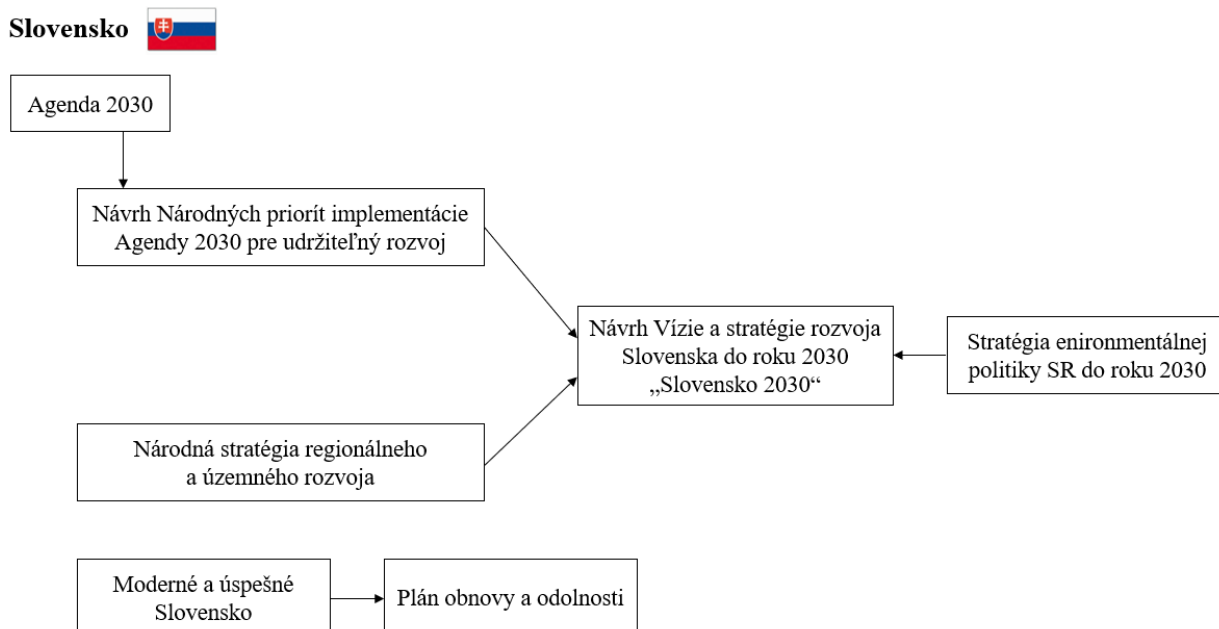 Slovensko
Agenda 2030
Návrh Národných priorít implementácie
Agendy 2030 pre udržiteľný rozvoj
Návrh Vízie a stratégie rozvoja
Slovenska do roku 2030
„Slovensko 2030“
Stratégia enironmentálnej
politiky SR do roku 2030
Národná stratégia regionálneho
a územného rozvoja
Moderné a úspešné
Slovensko
Plán obnovy a odolnosti